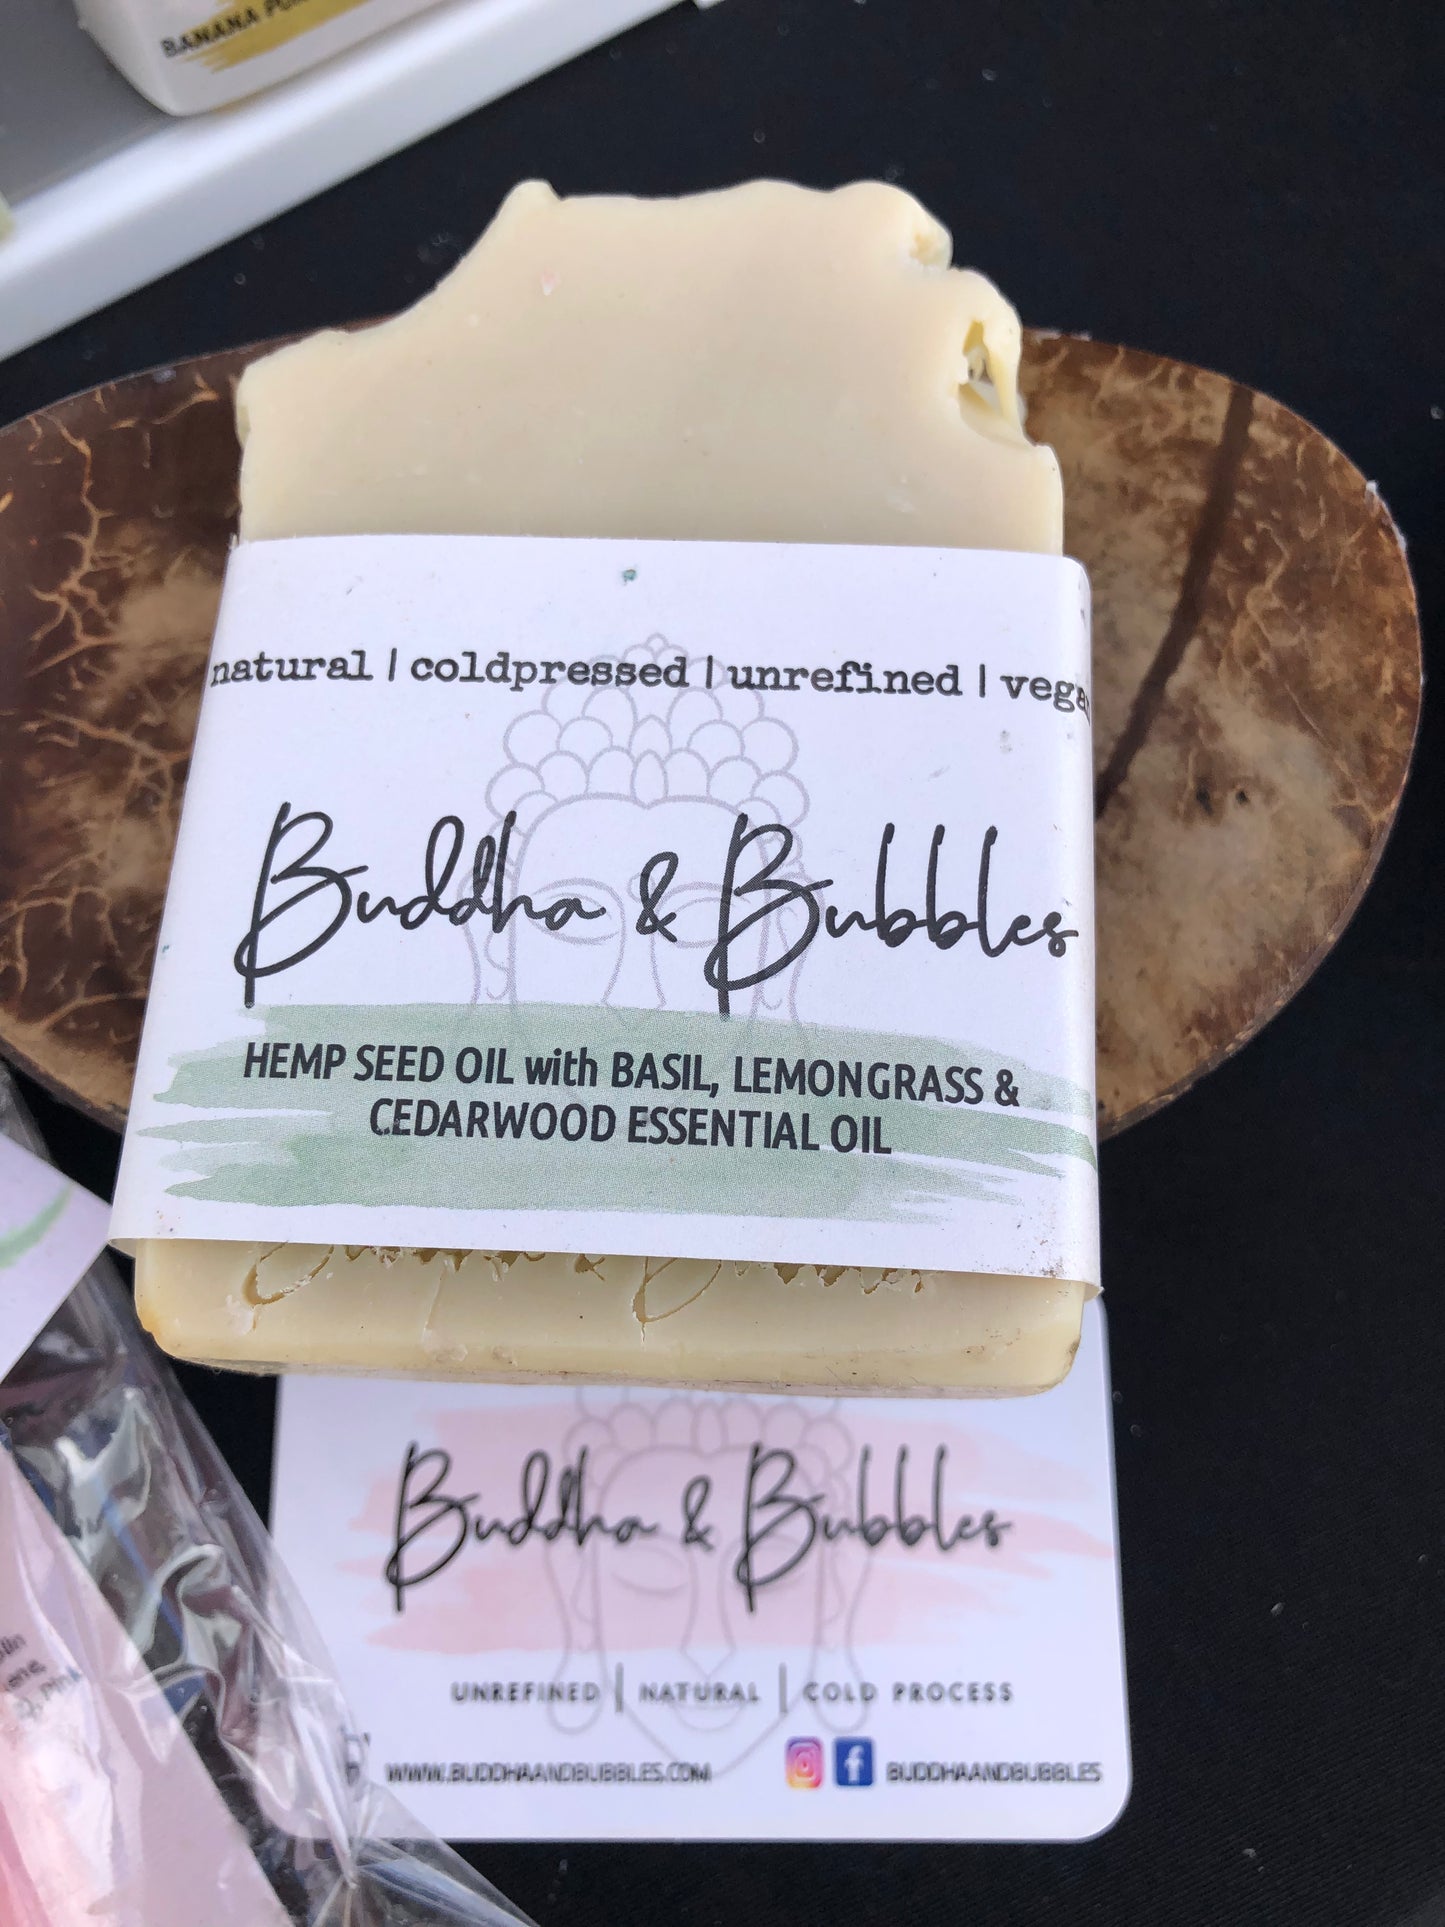 BANANA
natural | coldpressed | unrefined | vega
Buddha & Bubbles
HEMP SEED OIL with BASIL, LEMONGRASS &
CEDARWOOD ESSENTIAL OIL
Buddha & Bubbles
UNREFINED | NATURAL | COLD PROCESS
WWW.BUDDHAANDBUBBLES.COM
BUDDHAANDBUBBLES